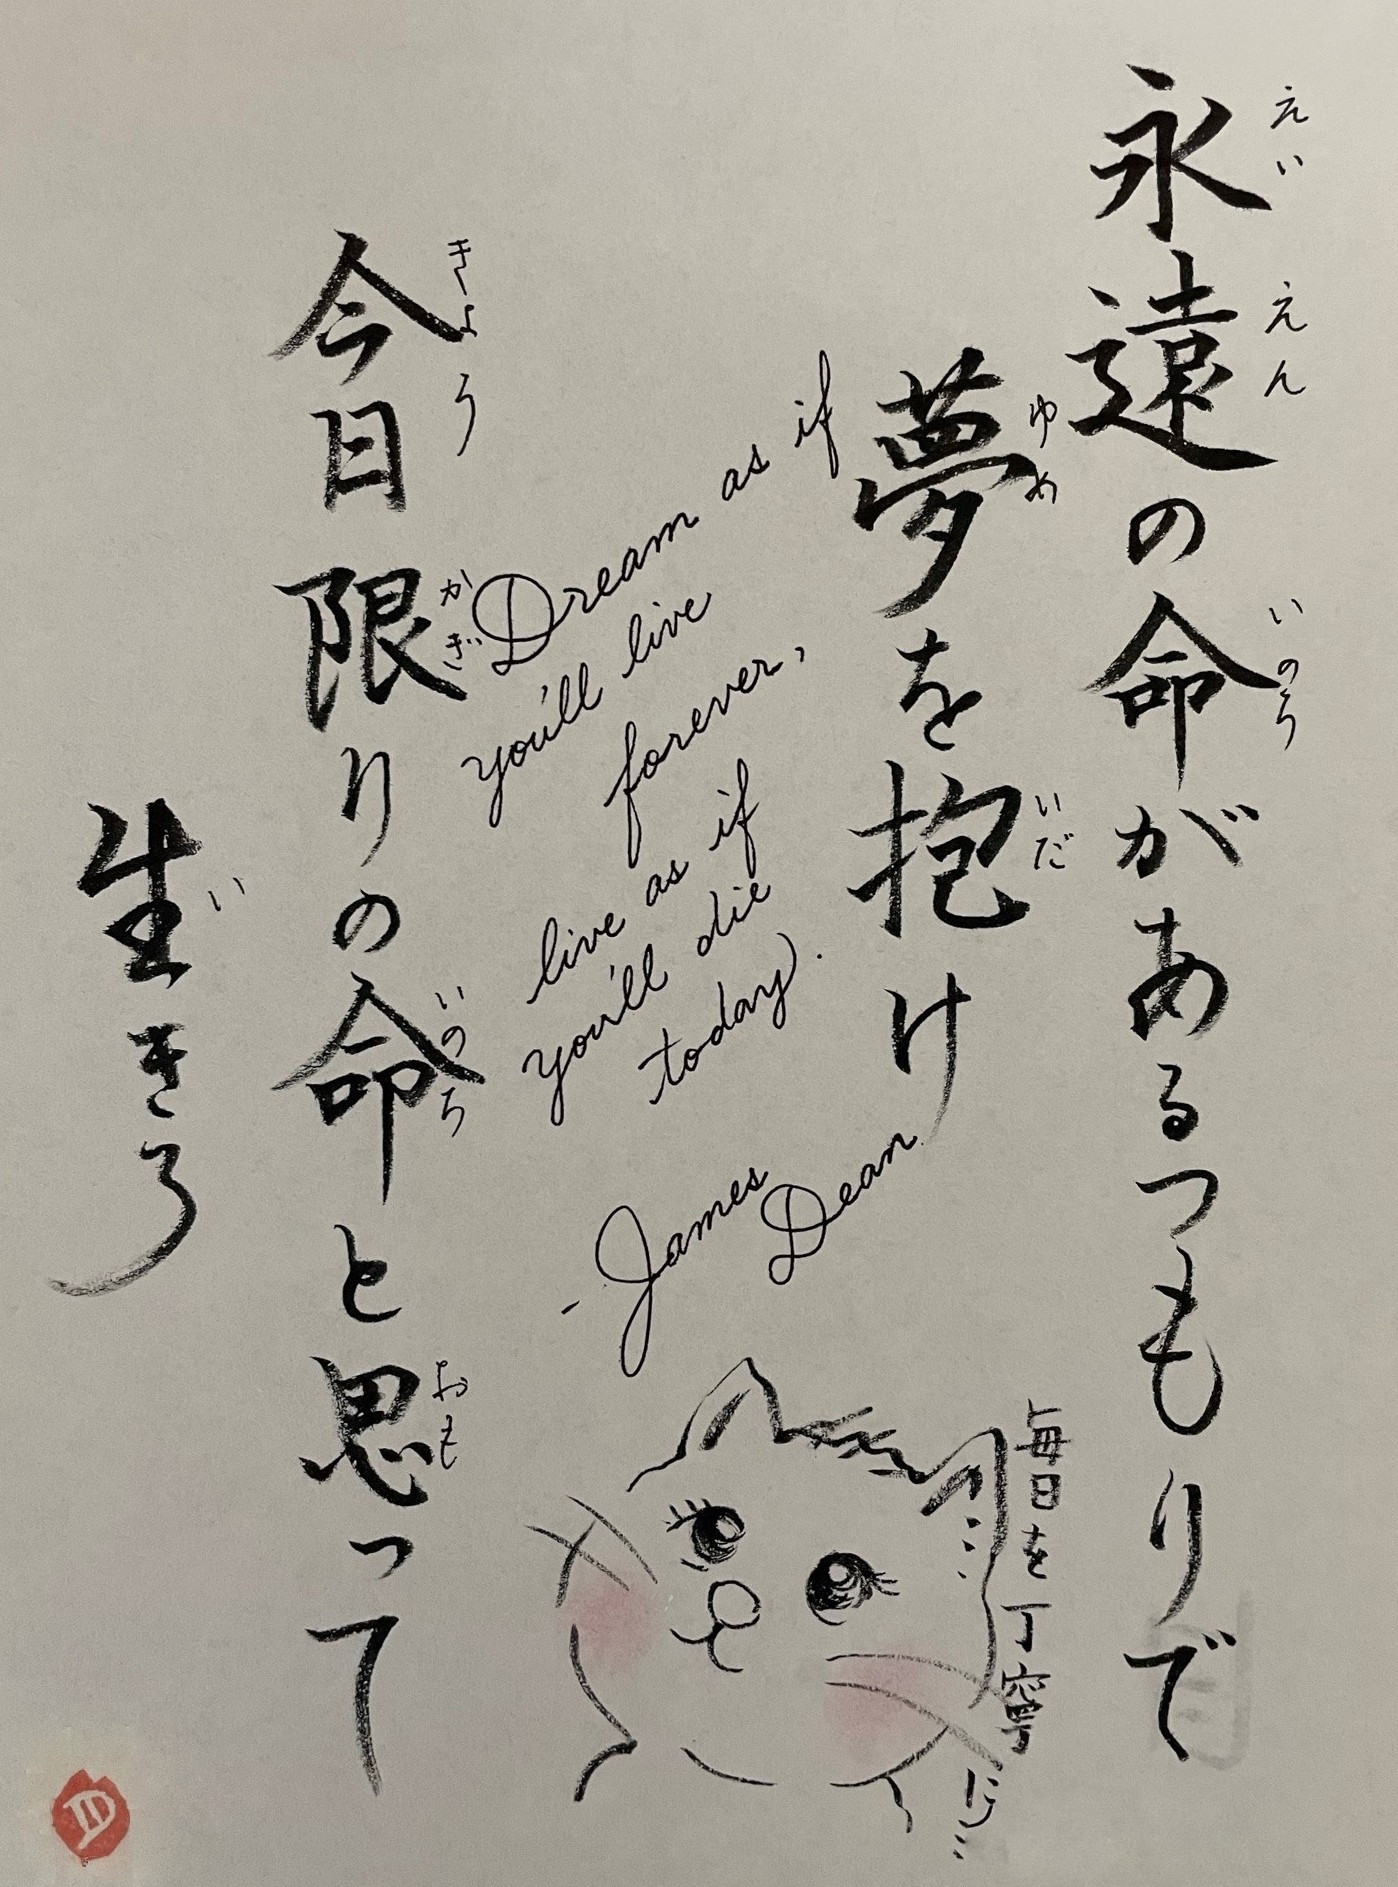 永遠の命があるつもりで
えいえん いのち
夢を抱け
ゆめ いだ
Dream as if
you'll live
forever,
live as if
you'll die
today.
- James
Dean
今日限りの命と思って
きょう かぎ いのち おも
生きろ
い
毎日を丁寧に…